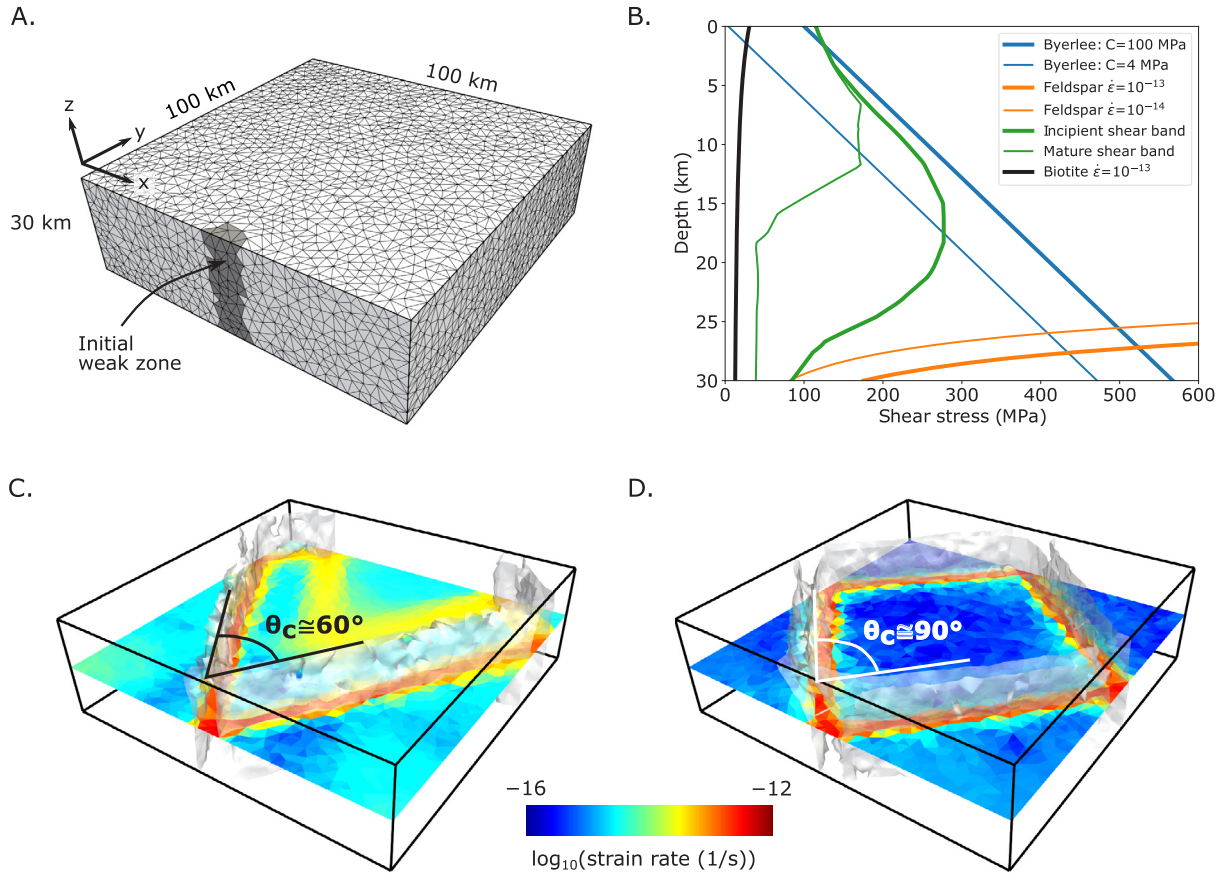 A.
100 km
100 km
z
y
x
30 km
Initial
weak zone
B.
0
5
10
15
20
25
30
Depth (km)
0
100
200
300
400
500
600
Shear stress (MPa)
Byerlee: C=100 MPa
Byerlee: C=4 MPa
Feldspar ε̇=10⁻¹³
Feldspar ε̇=10⁻¹⁴
Incipient shear band
Mature shear band
Biotite ε̇=10⁻¹³
C.
θc≅60°
D.
θc≅90°
−16
−12
log₁₀(strain rate (1/s))